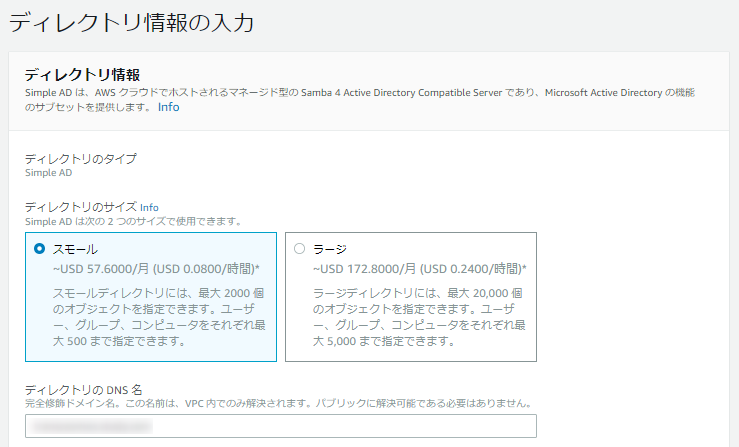 ディレクトリ情報の入力
ディレクトリ情報
Simple AD は、AWS クラウドでホストされるマネージド型の Samba 4 Active Directory Compatible Server であり、Microsoft Active Directory の機能
のサブセットを提供します。 Info
ディレクトリのタイプ
Simple AD
ディレクトリのサイズ Info
Simple AD は次の 2 つのサイズで使用できます。
スモール
~USD 57.6000/月 (USD 0.0800/時間)*
スモールディレクトリには、最大 2000 個
のオブジェクトを指定できます。ユーザ
ー、グループ、コンピュータをそれぞれ最
大 500 まで指定できます。
ラージ
~USD 172.8000/月 (USD 0.2400/時間)*
ラージディレクトリには、最大 20,000 個
のオブジェクトを指定できます。ユーザ
ー、グループ、コンピュータをそれぞれ最
大 5,000 まで指定できます。
ディレクトリの DNS 名
完全修飾ドメイン名。この名前は、VPC 内でのみ解決されます。パブリックに解決可能である必要はありません。